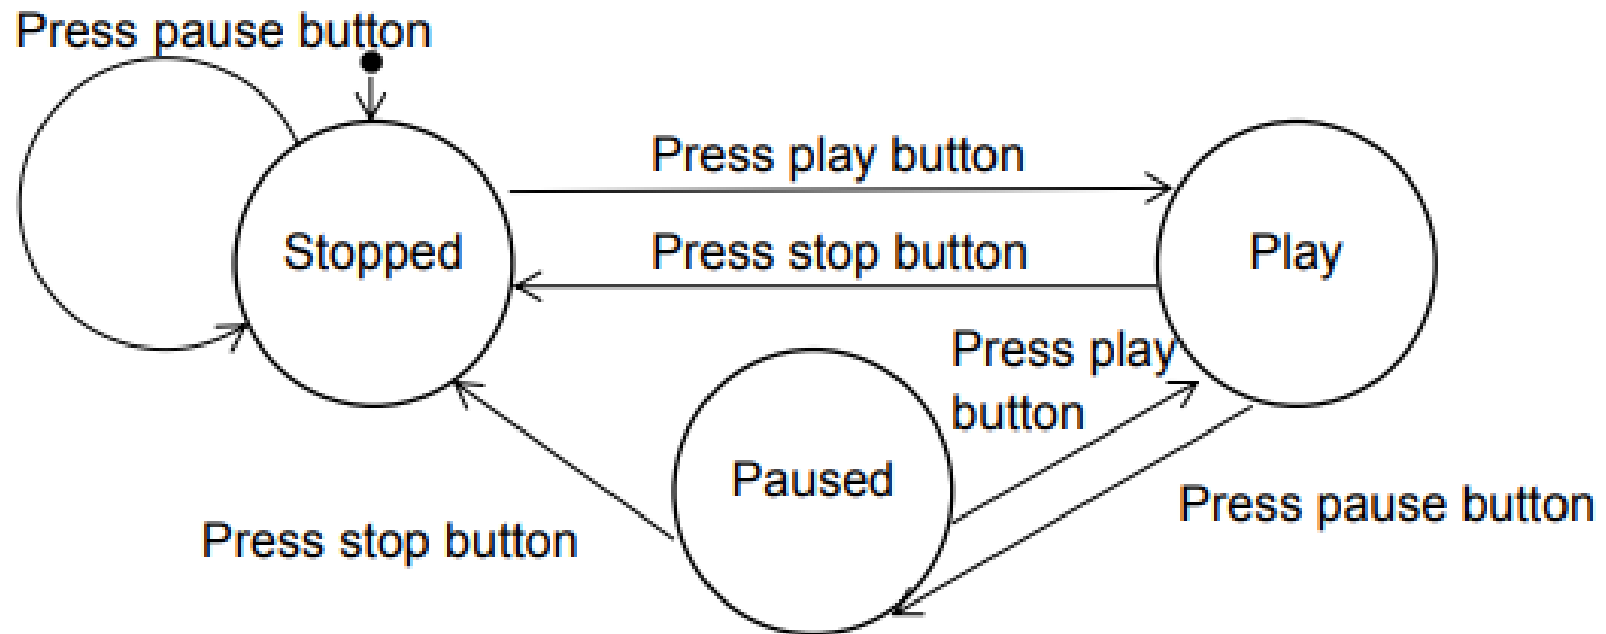 Press pause button
Press play button
Stopped
Press stop button
Play
Press play
button
Paused
Press pause button
Press stop button